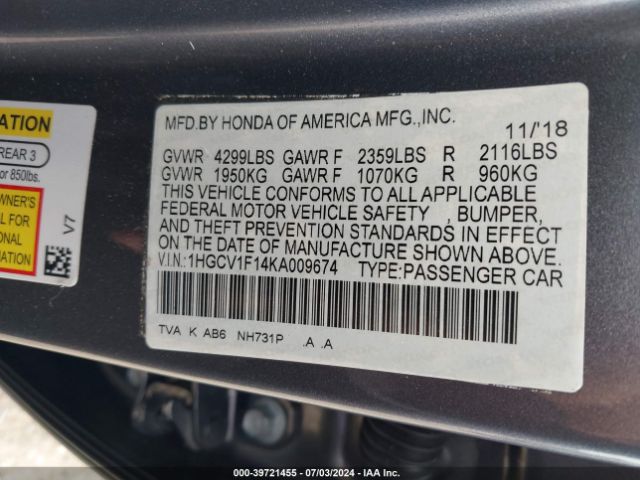 ATION
REAR 3
or 850lbs.
OWNER'S
L FOR
ONAL
MATION
V7
MFD.BY HONDA OF AMERICA MFG.,INC.
11/'18
GVWR 4299LBS GAWR F 2359LBS R 2116LBS
GVWR 1950KG GAWR F 1070KG R 960KG
THIS VEHICLE CONFORMS TO ALL APPLICABLE
FEDERAL MOTOR VEHICLE SAFETY , BUMPER,
AND THEFT PREVENTION STANDARDS IN EFFECT
ON THE DATE OF MANUFACTURE SHOWN ABOVE.
V.I.N.:1HGCV1F14KA009674 TYPE:PASSENGER CAR
TVA K AB6 NH731P .A .A
000-39721455 - 07/03/2024 - IAA Inc.